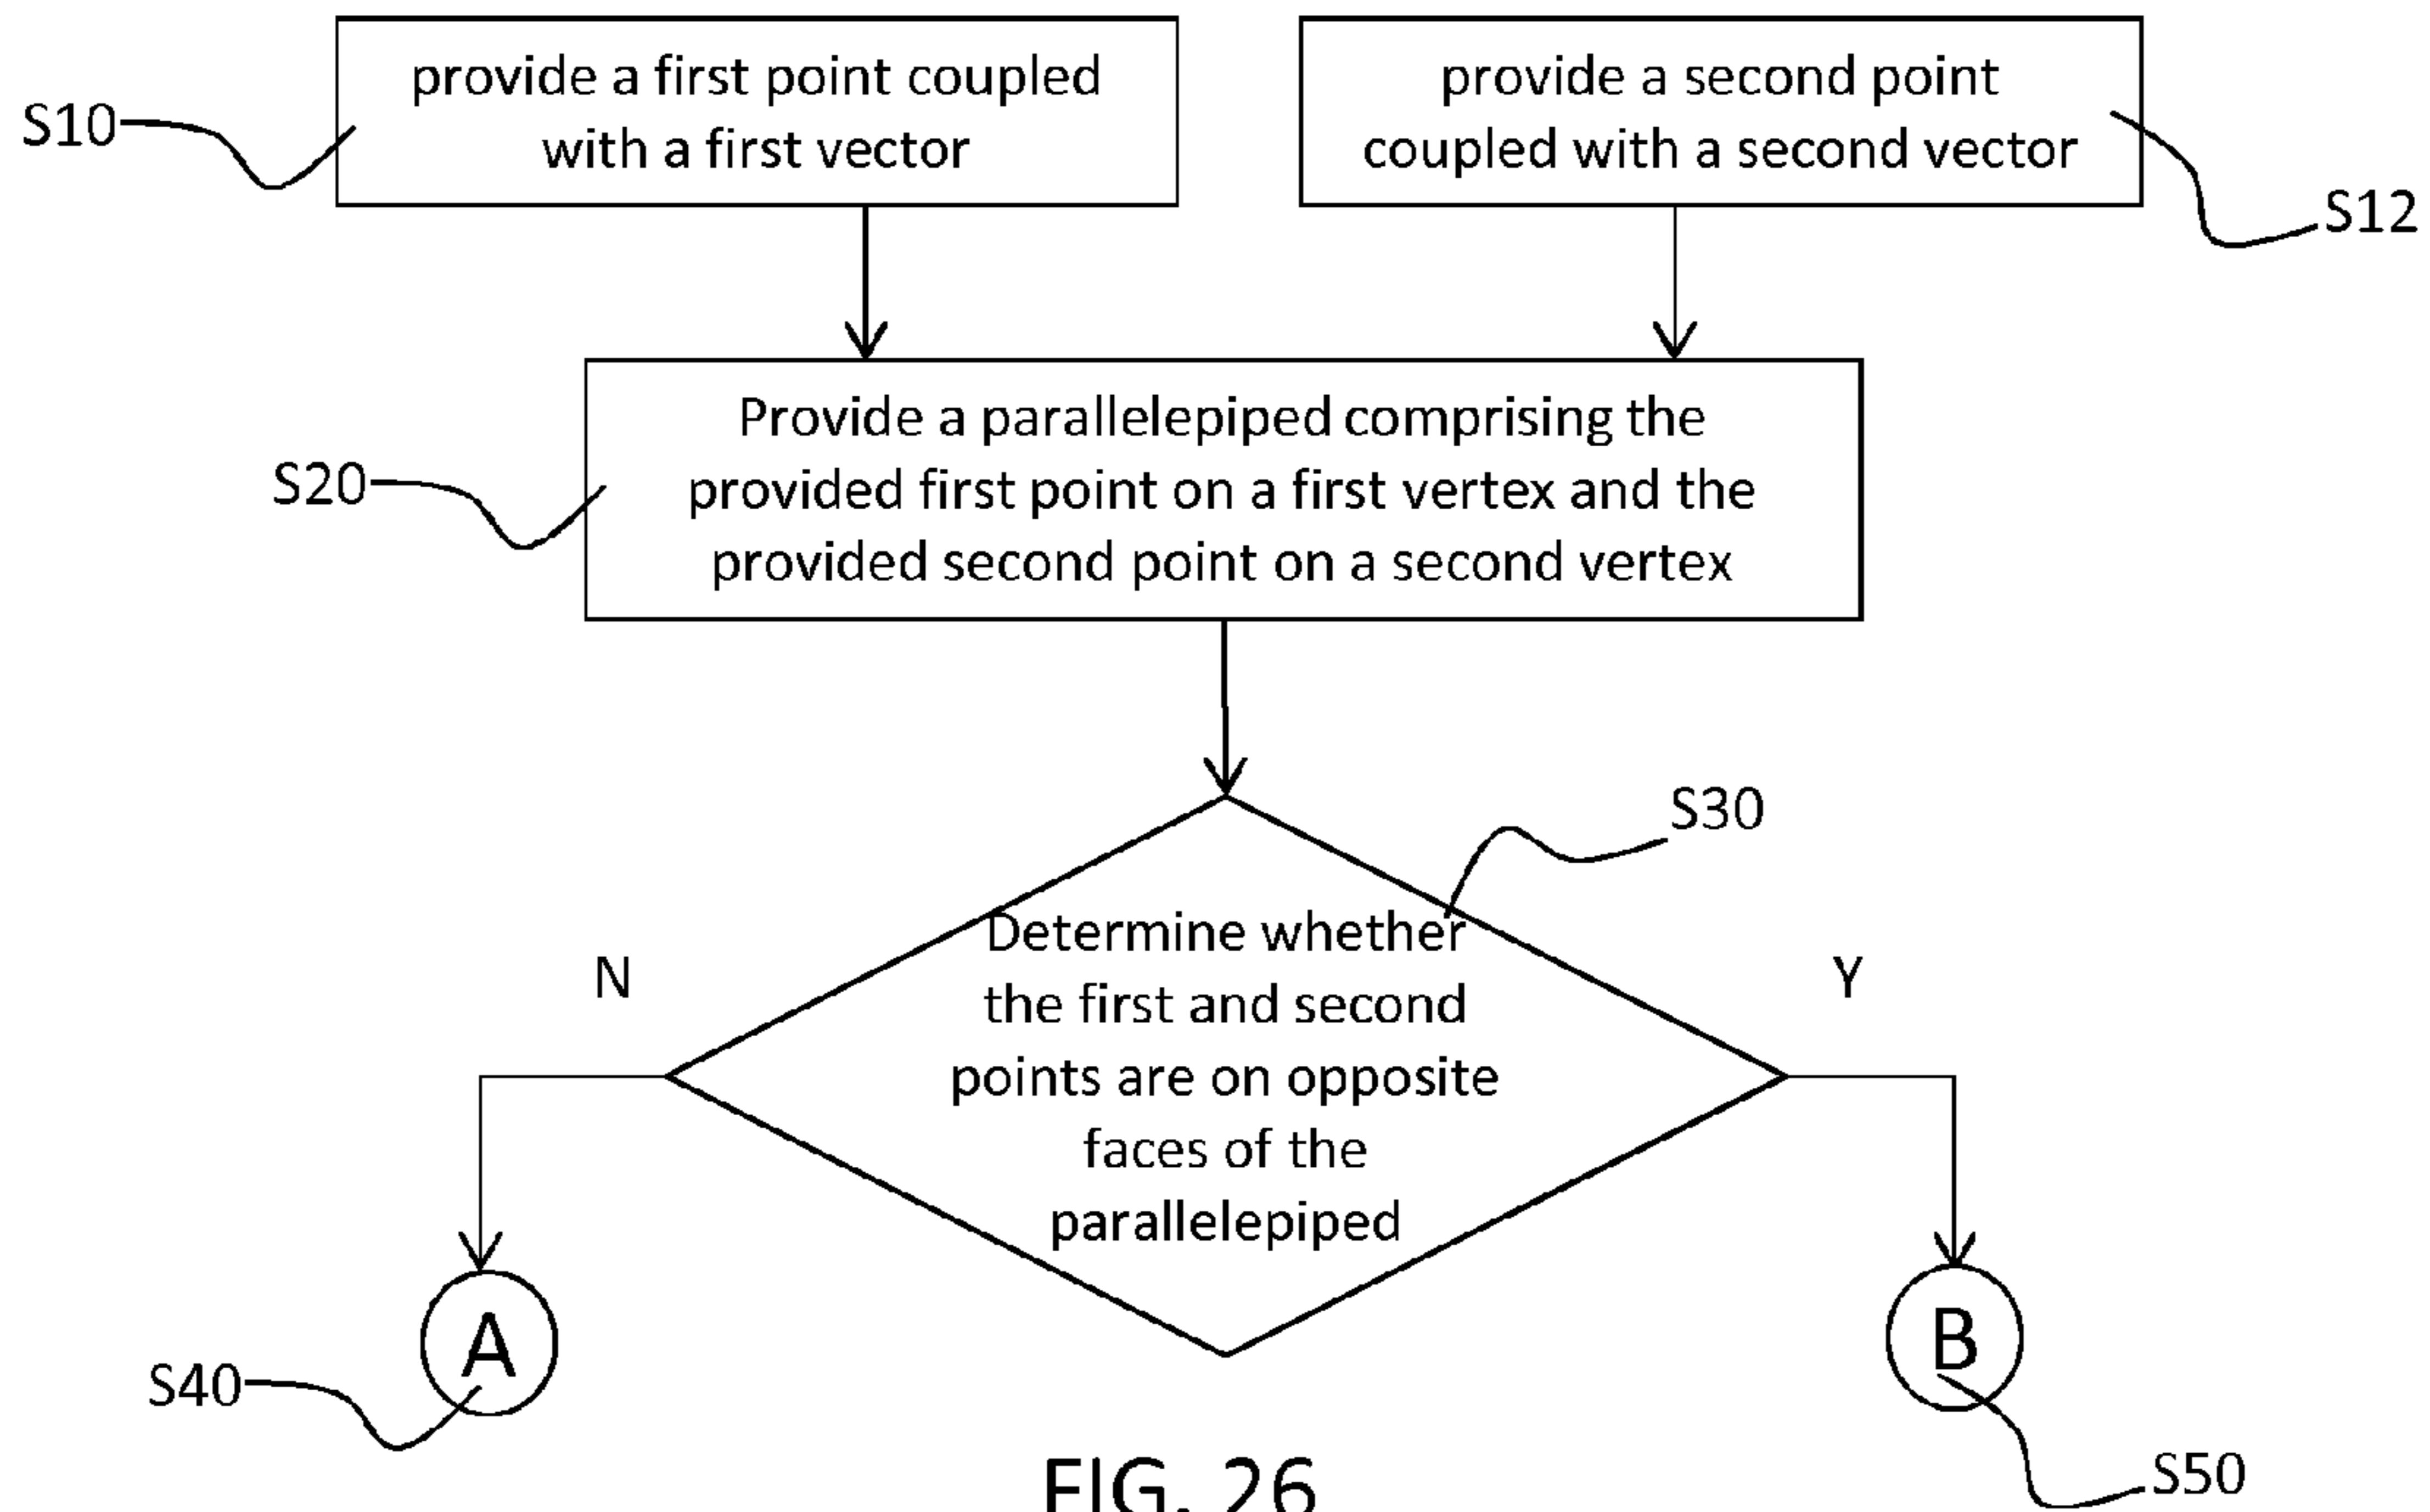 provide a first point coupled
with a first vector
provide a second point
coupled with a second vector
S10
S12
Provide a parallelepiped comprising the
provided first point on a first vertex and the
provided second point on a second vertex
S20
S30
Determine whether
the first and second
points are on opposite
faces of the
parallelepiped
N
Y
A
B
S40
S50
FIG. 26